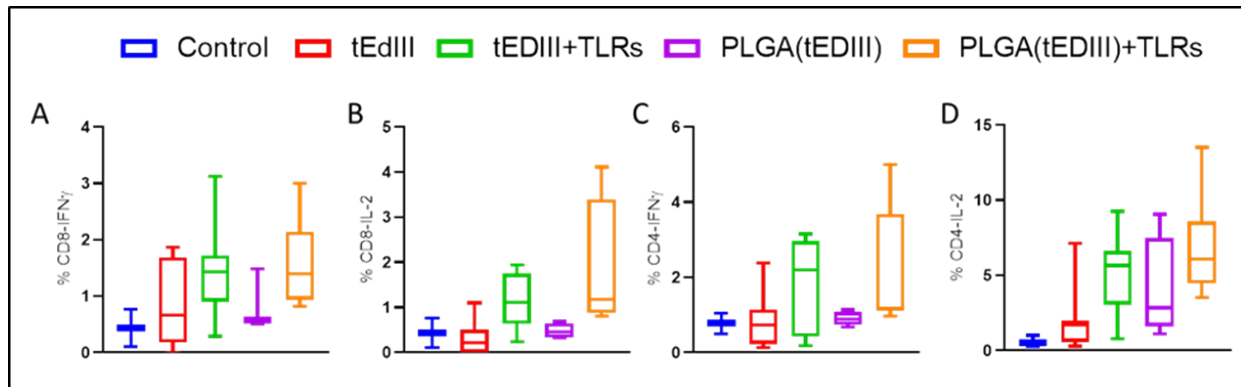 Control tEdIII tEDIII+TLRs PLGA(tEDIII) PLGA(tEDIII)+TLRs
A
4
3
2
1
0
% CD8-IFNγ
B
5
4
3
2
1
0
% CD8-IL-2
C
6
4
2
0
% CD4-IFNγ
D
15
10
5
0
% CD4-IL-2